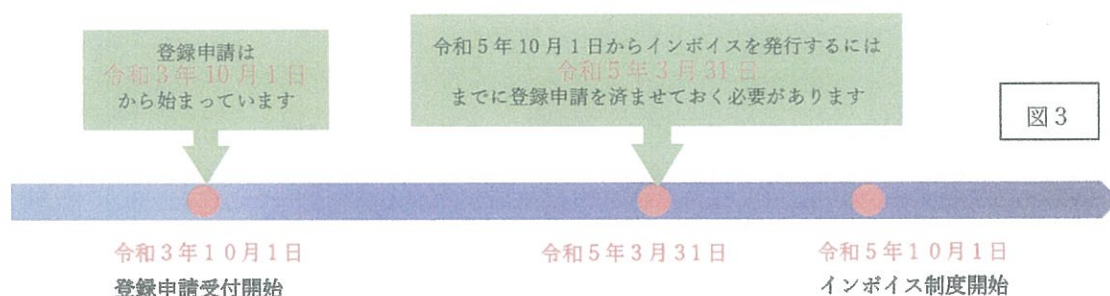 登録申請は
令和3年10月1日
から始まっています
令和5年10月1日からインボイスを発行するには
令和5年3月31日
までに登録申請を済ませておく必要があります
図3
令和3年10月1日
登録申請受付開始
令和5年3月31日
令和5年10月1日
インボイス制度開始